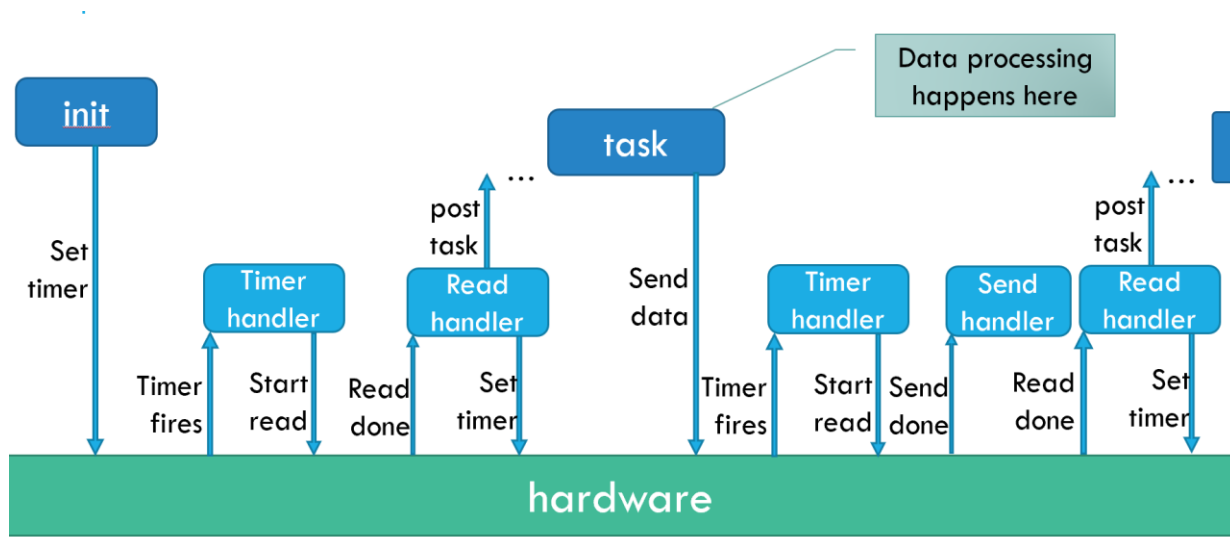 Data processing
happens here
init
task
...
...
post
task
post
task
Set
timer
Timer
handler
Read
handler
Send
data
Timer
handler
Send
handler
Read
handler
Timer
fires
Start
read
Read
done
Set
timer
Timer
fires
Start
read
Send
done
Read
done
Set
timer
hardware